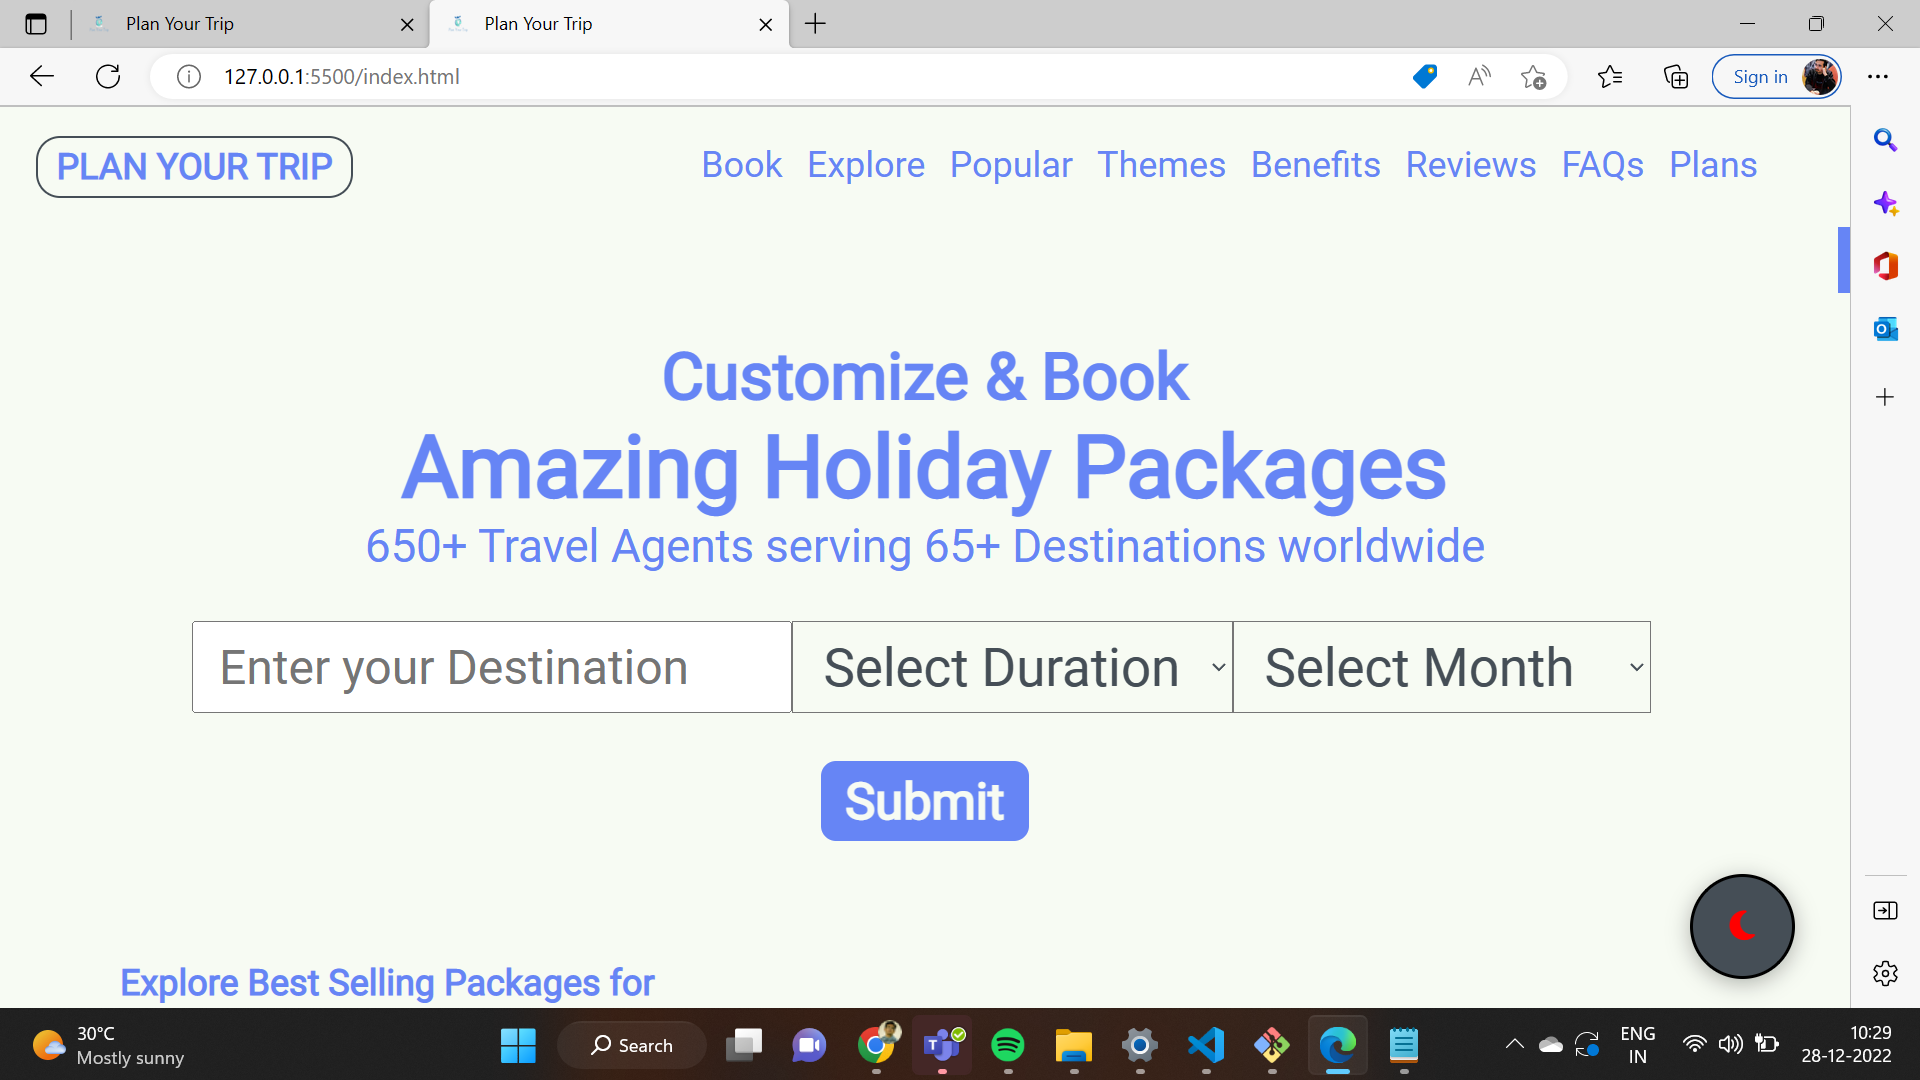 Plan Your Trip
Plan Your Trip
127.0.0.1:5500/index.html
Sign in
PLAN YOUR TRIP
Book Explore Popular Themes Benefits Reviews FAQs Plans
Customize & Book
Amazing Holiday Packages
650+ Travel Agents serving 65+ Destinations worldwide
Enter your Destination
Select Duration
Select Month
Submit
Explore Best Selling Packages for
30°C
Mostly sunny
Search
ENG
IN
10:29
28-12-2022